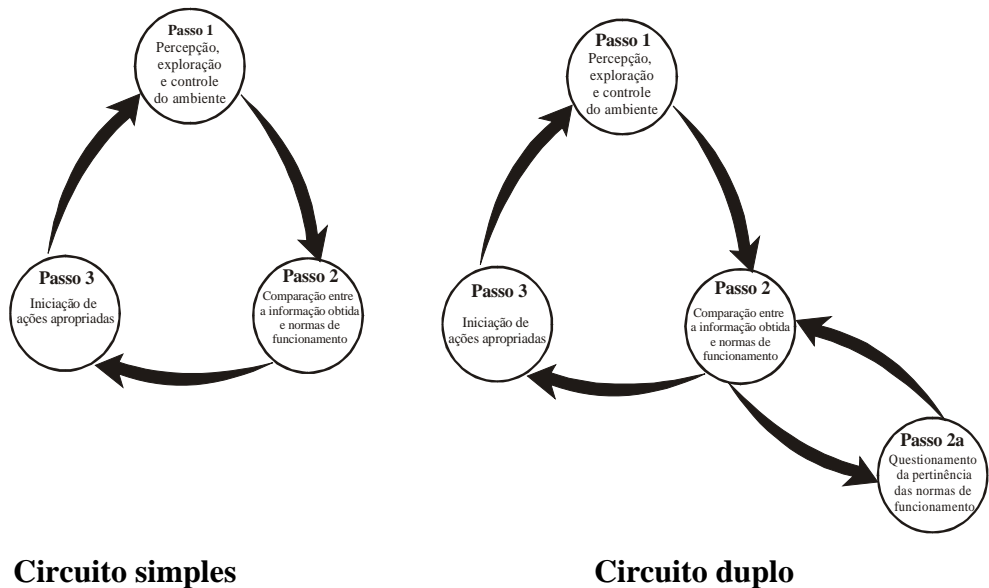 Passo 1
Percepção,
exploração
e controle
do ambiente
Passo 3
Iniciação de
ações apropriadas
Passo 2
Comparação entre
a informação obtida
e normas de
funcionamento
Circuito simples
Passo 1
Percepção,
exploração
e controle
do ambiente
Passo 3
Iniciação de
ações apropriadas
Passo 2
Comparação entre
a informação obtida
e normas de
funcionamento
Passo 2a
Questionamento
da pertinência
das normas de
funcionamento
Circuito duplo